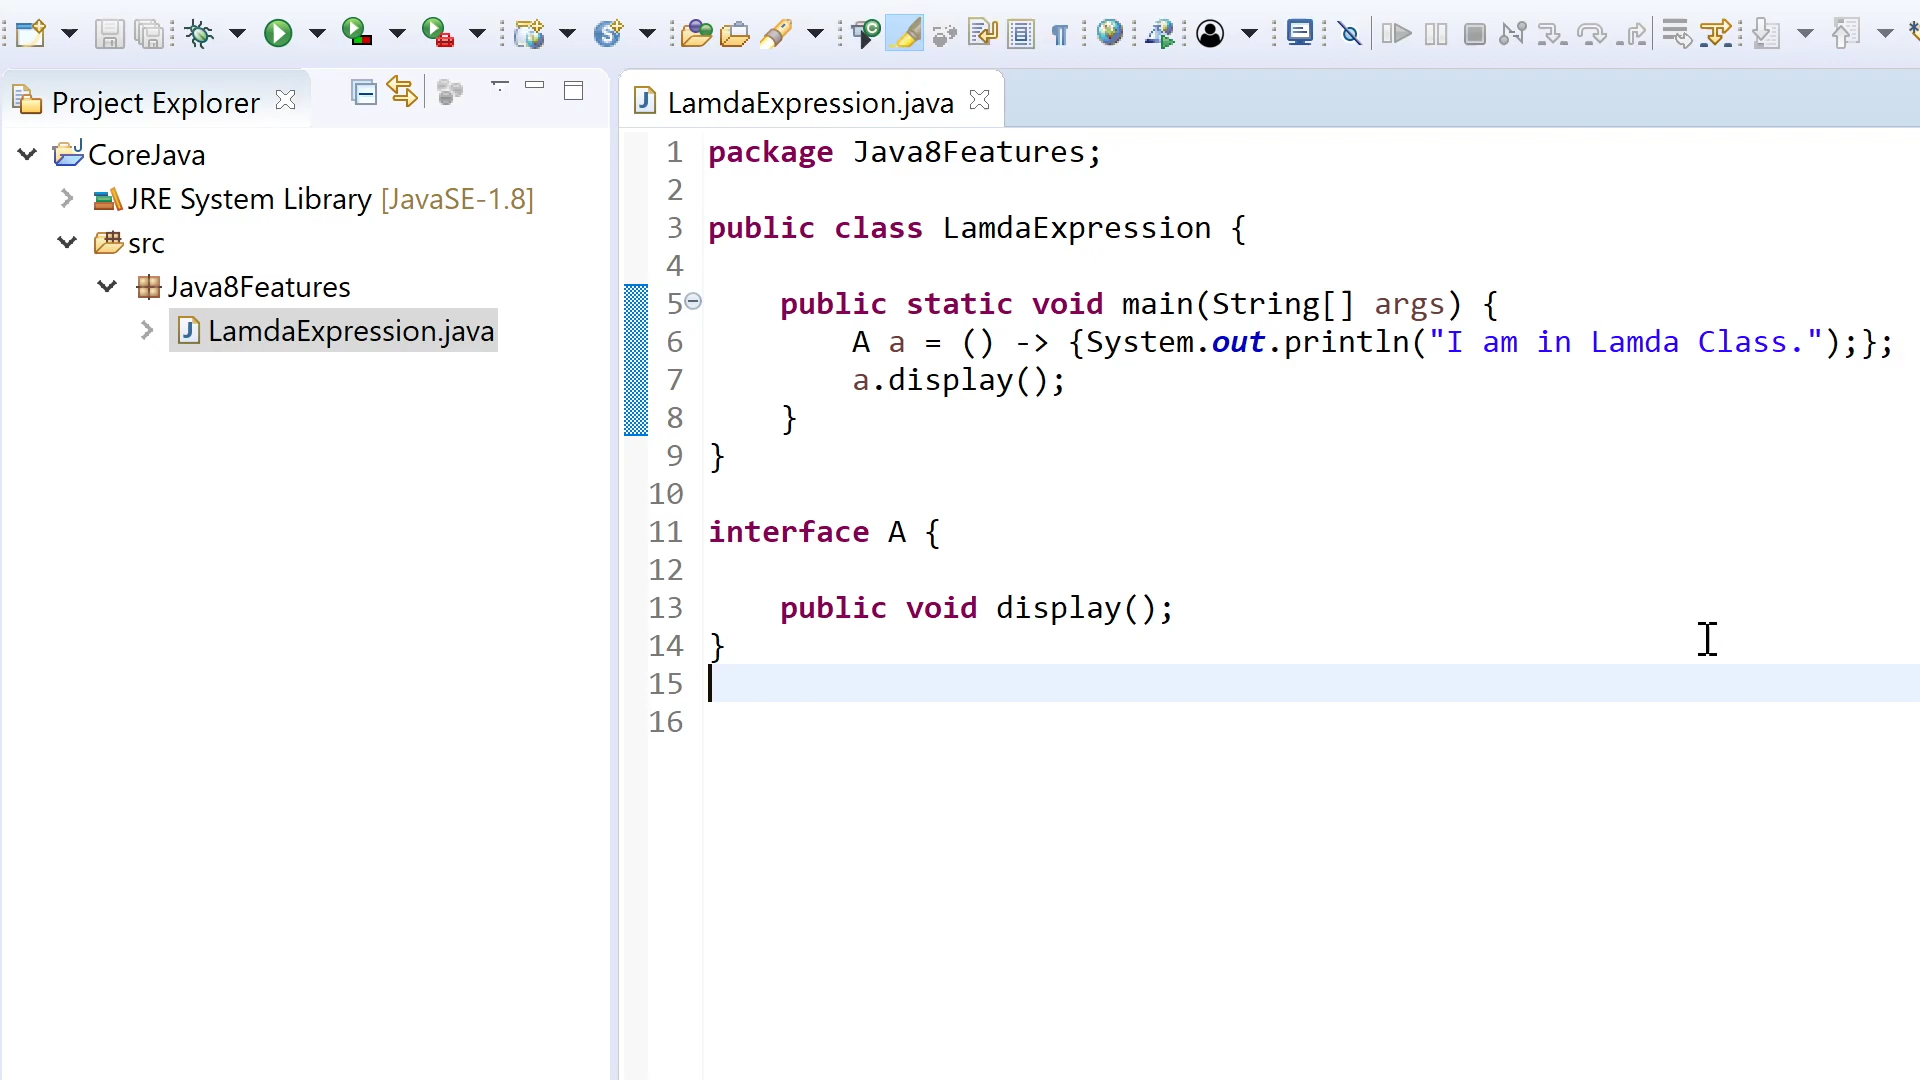 Project Explorer
CoreJava
JRE System Library [JavaSE-1.8]
src
Java8Features
LamdaExpression.java
LamdaExpression.java
1 package Java8Features;
2
3 public class LamdaExpression {
4
5 public static void main(String[] args) {
6 A a = () -> {System.out.println("I am in Lamda Class.");};
7 a.display();
8 }
9 }
10
11 interface A {
12
13 public void display();
14 }
15
16